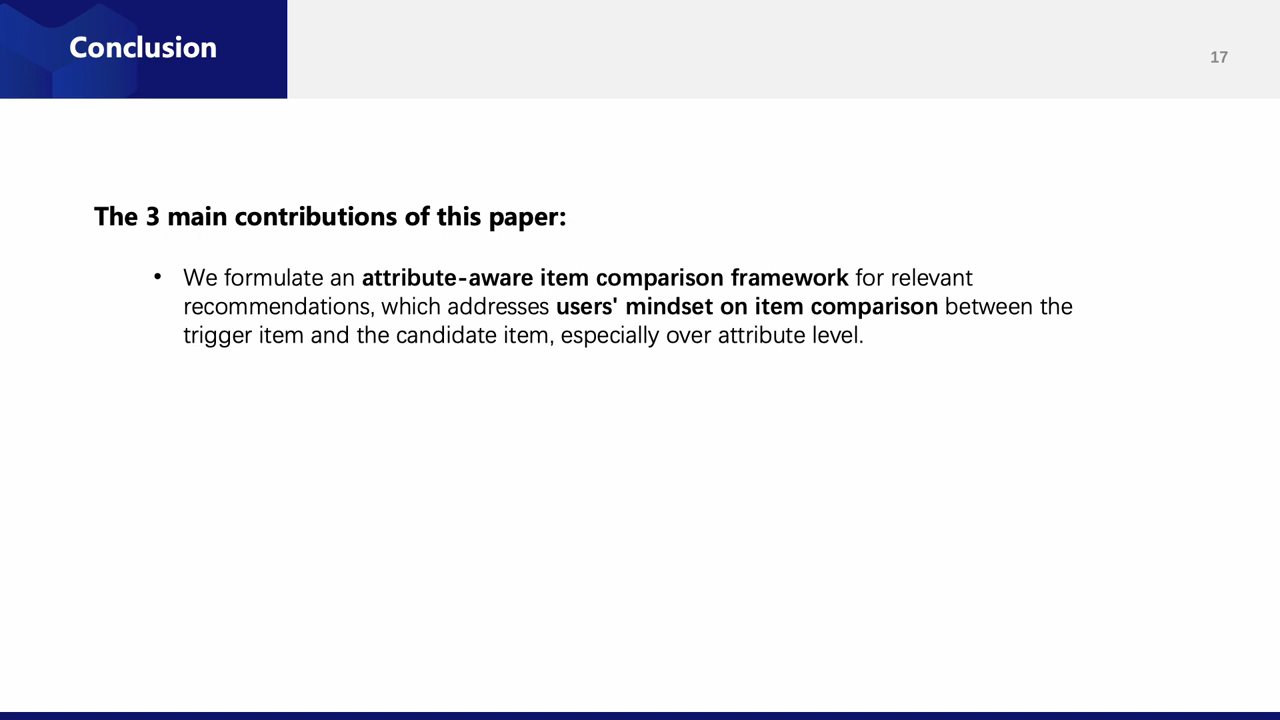 Conclusion
17
The 3 main contributions of this paper:
• We formulate an attribute-aware item comparison framework for relevant
recommendations, which addresses users' mindset on item comparison between the
trigger item and the candidate item, especially over attribute level.